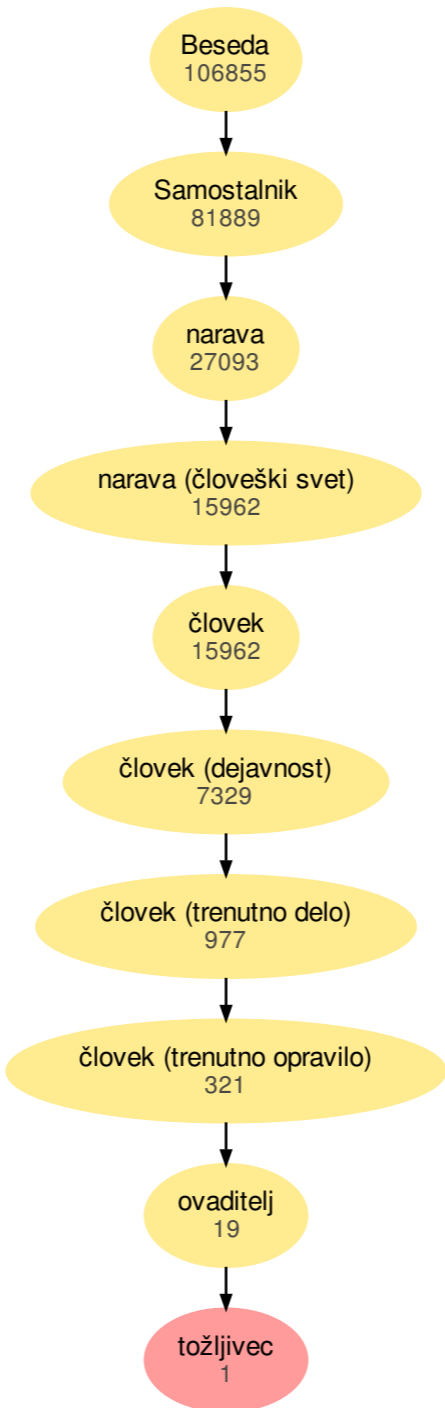 Beseda
106855
Samostalnik
81889
narava
27093
narava (človeški svet)
15962
človek
15962
človek (dejavnost)
7329
človek (trenutno delo)
977
človek (trenutno opravilo)
321
ovaditelj
19
tožljivec
1